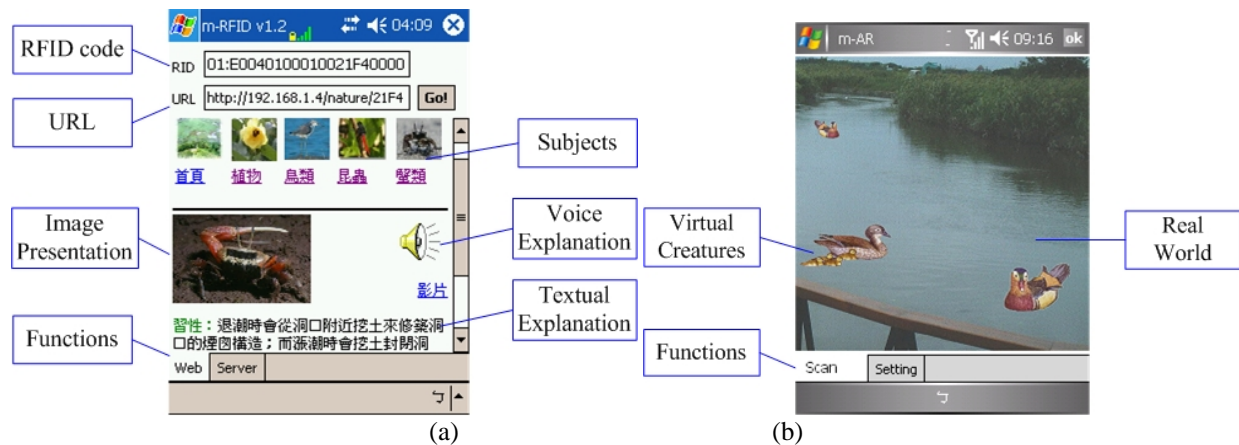 RFID code
URL
Image
Presentation
Functions
m-RFID v1.2
04:09
RID 01:E0040100010021F40000
URL http://192.168.1.4/nature/21F4 Go!
首頁 植物 鳥類 昆蟲 蟹類
影片
習性：退潮時會從洞口附近挖土來修築洞
口的煙囪構造；而漲潮時會挖土封閉洞
Web Server
ㄅ
Subjects
Voice
Explanation
Textual
Explanation
(a)
Virtual
Creatures
Functions
m-AR
09:16 ok
Scan Setting
ㄅ
Real
World
(b)